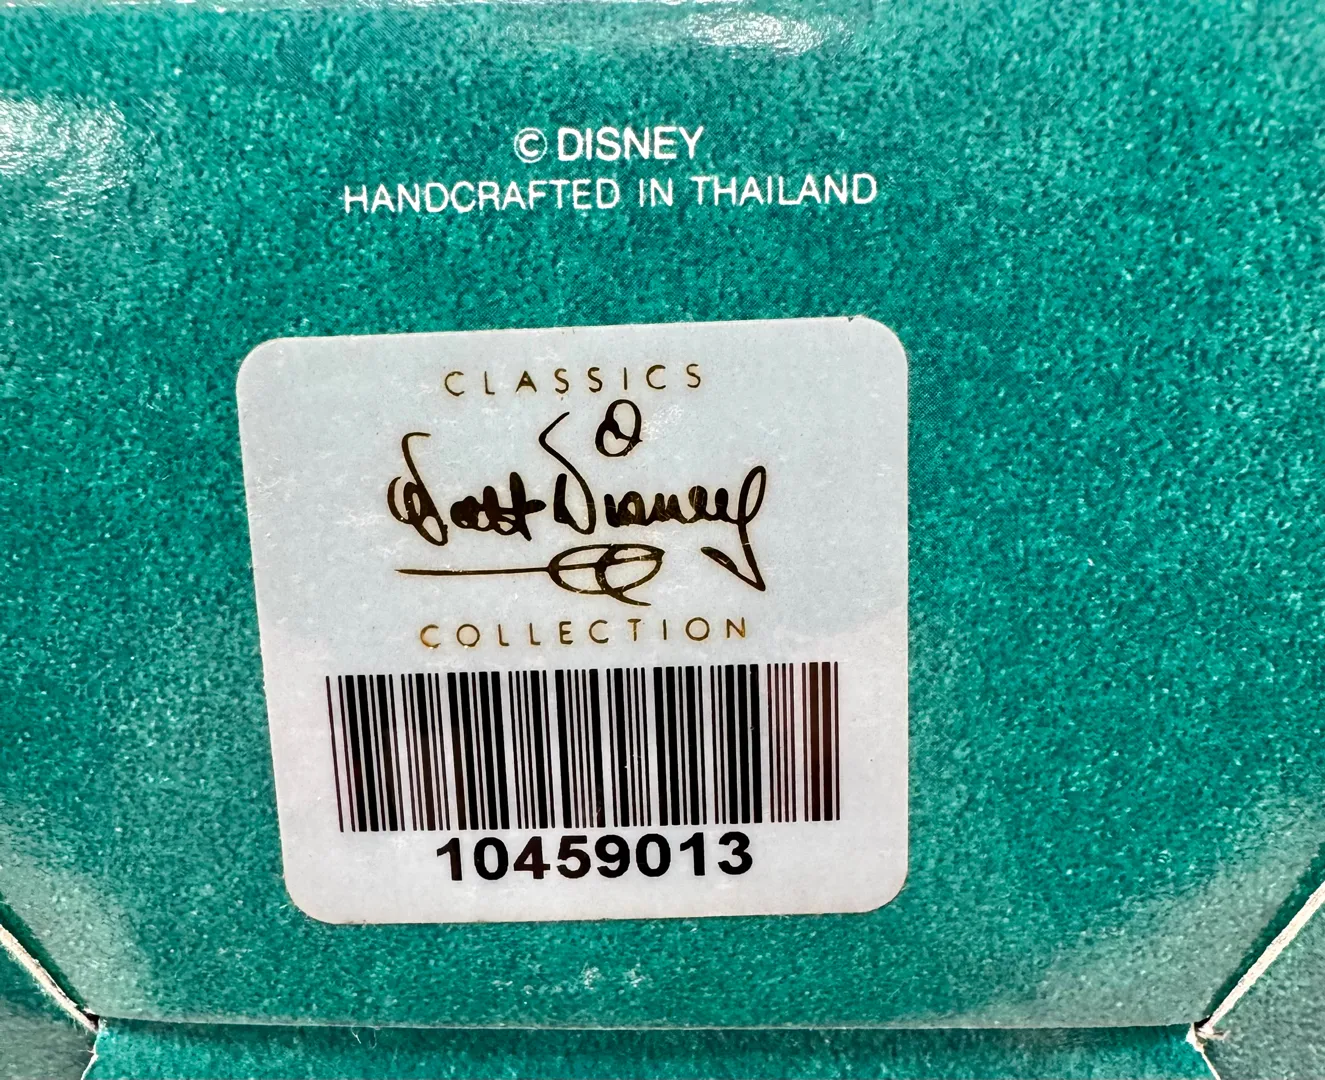 © DISNEY
HANDCRAFTED IN THAILAND
CLASSICS
Walt Disney
COLLECTION
10459013